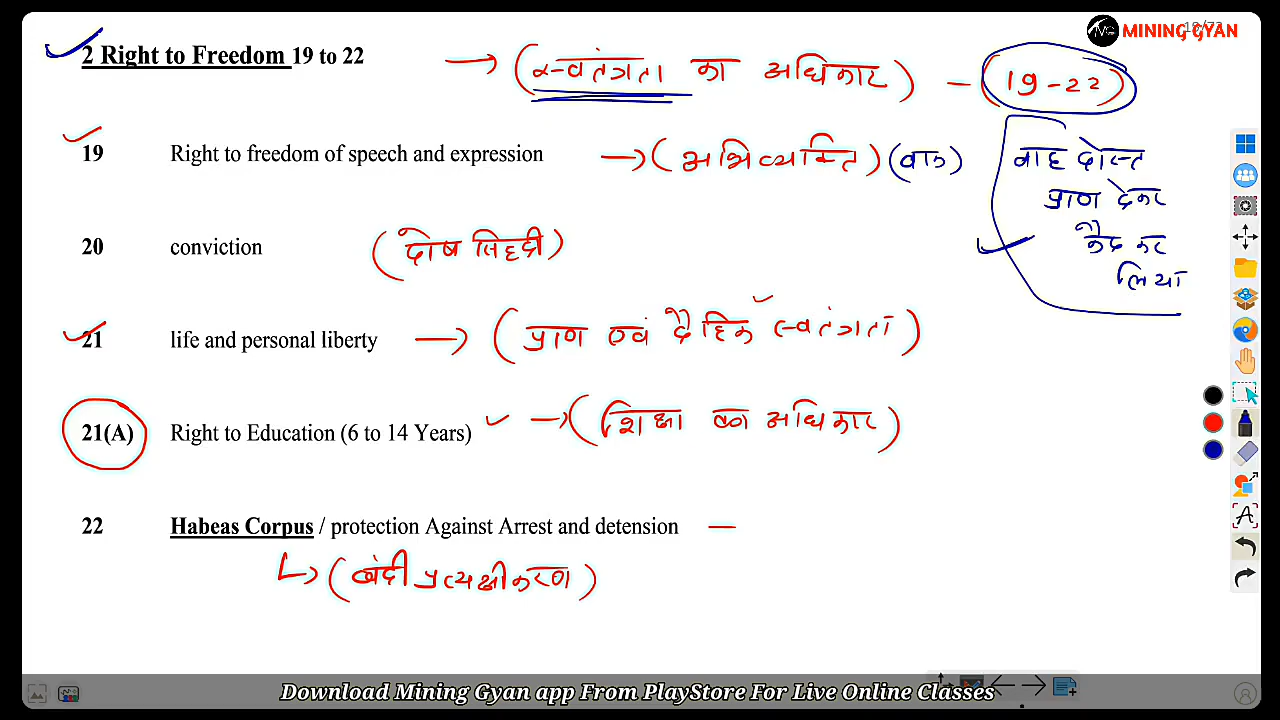 18/73
MINING GYAN
2 Right to Freedom 19 to 22 → (स्वतंत्रता का अधिकार) – (19-22)
19 Right to freedom of speech and expression → (अभिव्यक्ति) (वाक)
वाह दोस्त
प्राण देकर
कैद कर
लिया
20 conviction (दोष सिद्दी)
21 life and personal liberty → (प्राण एवं दैहिक स्वतंत्रता)
21(A) Right to Education (6 to 14 Years) → (शिक्षा का अधिकार)
22 Habeas Corpus / protection Against Arrest and detension –
(बंदी प्रत्यक्षीकरण)
Download Mining Gyan app From PlayStore For Live Online Classes